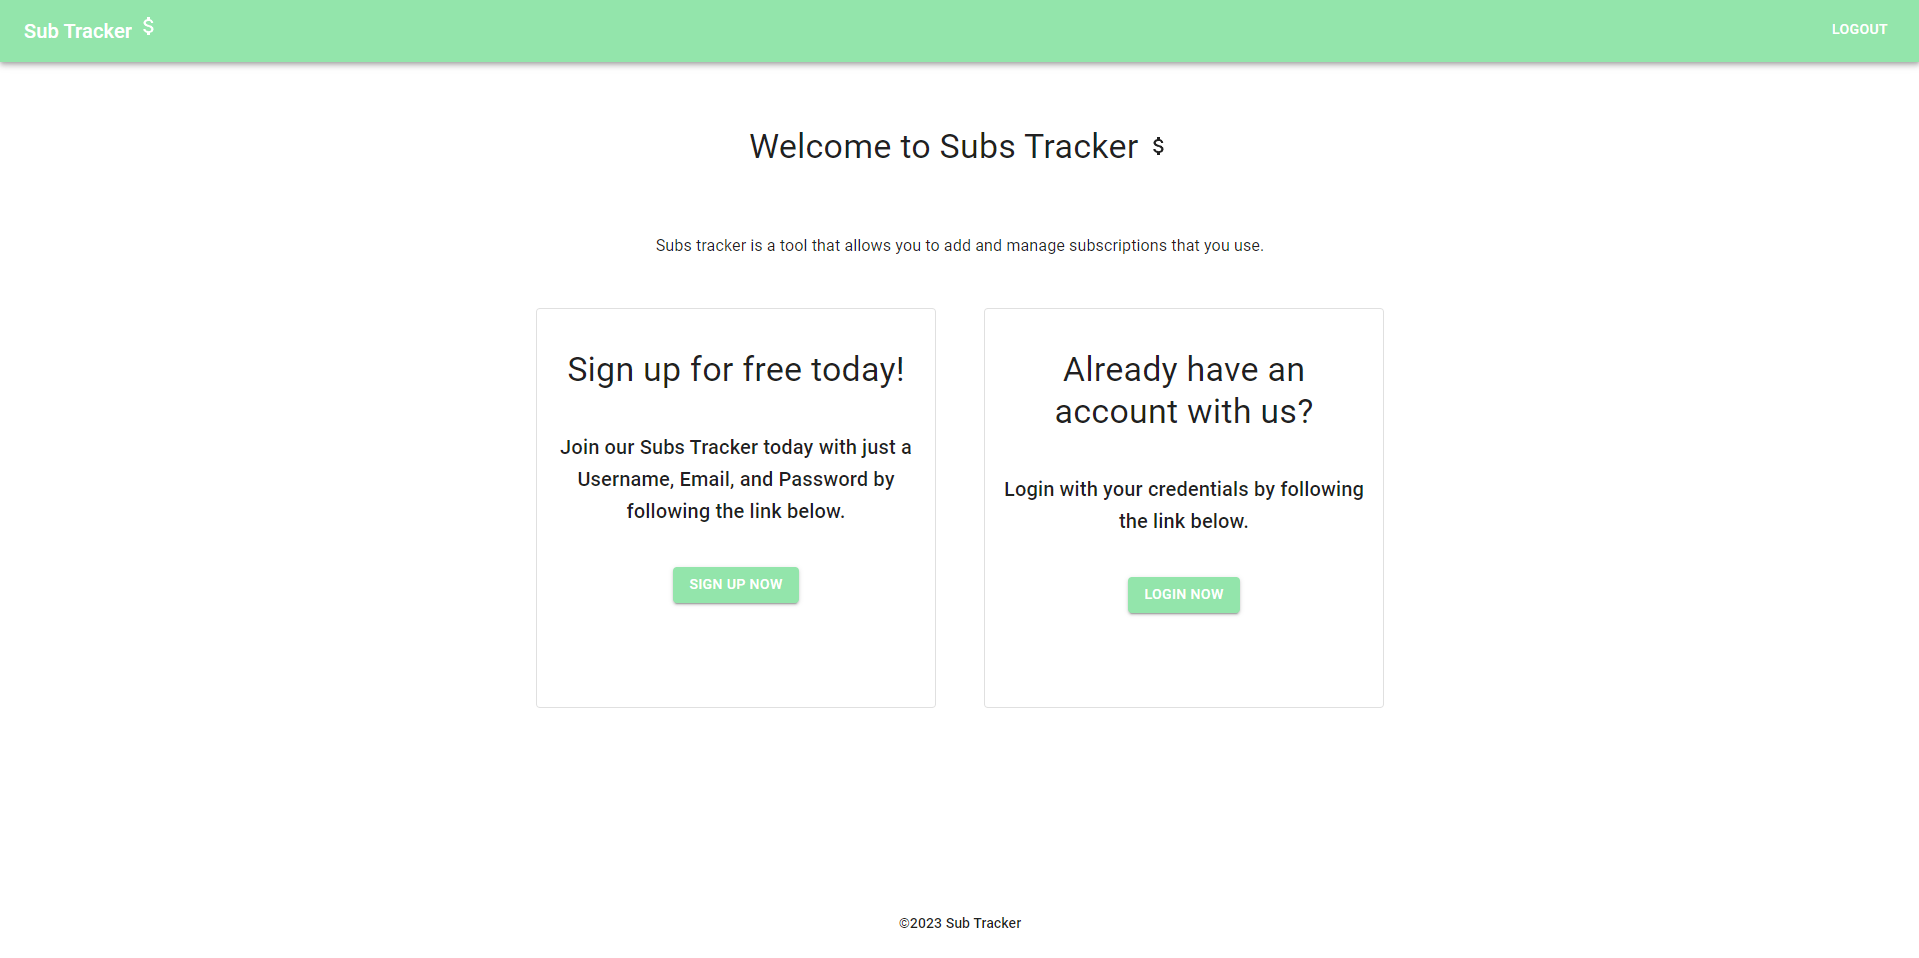 Sub Tracker $
LOGOUT
Welcome to Subs Tracker $
Subs tracker is a tool that allows you to add and manage subscriptions that you use.
Sign up for free today!
Join our Subs Tracker today with just a
Username, Email, and Password by
following the link below.
SIGN UP NOW
Already have an
account with us?
Login with your credentials by following
the link below.
LOGIN NOW
©2023 Sub Tracker